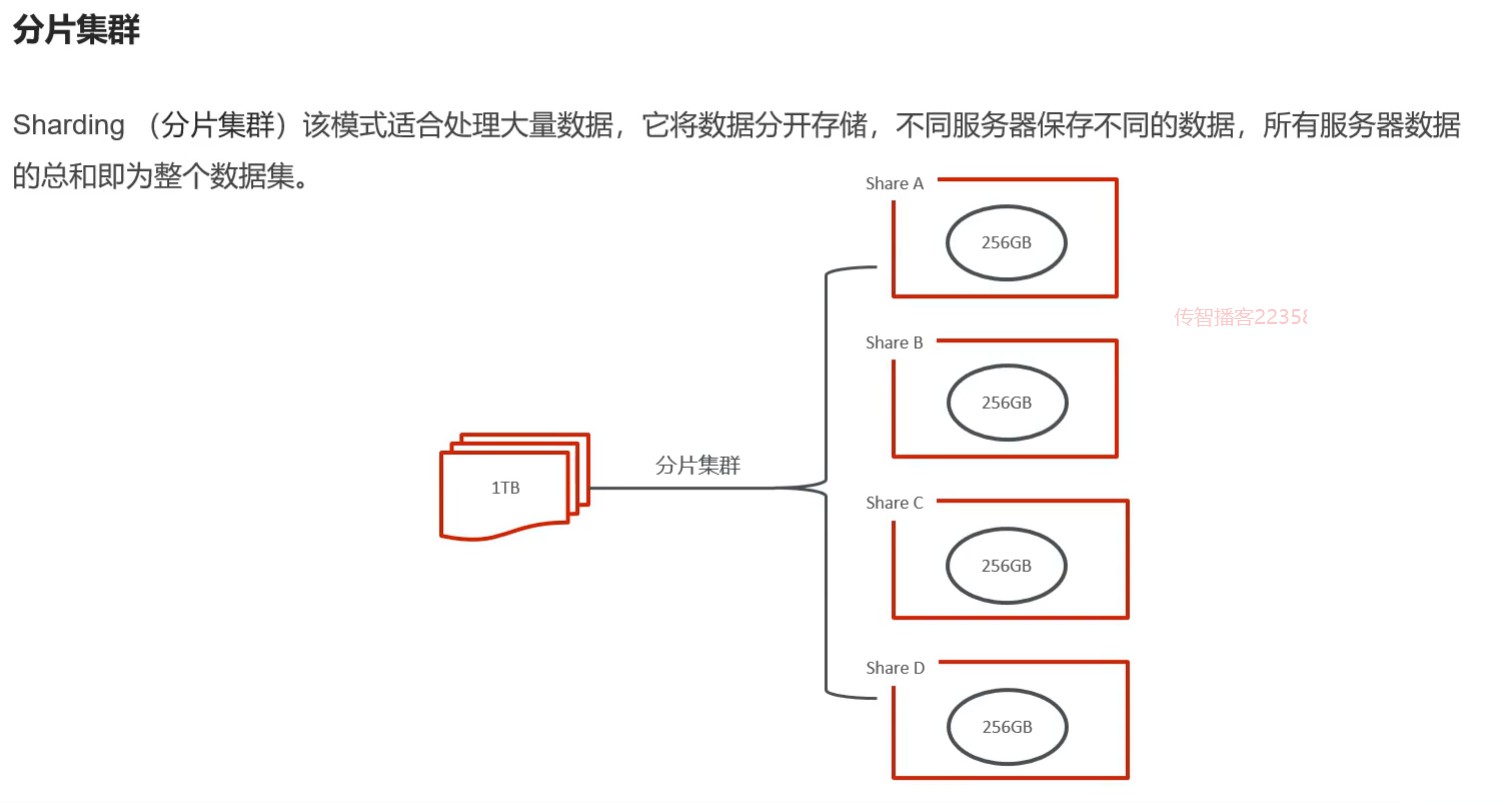 分片集群
Sharding （分片集群）该模式适合处理大量数据，它将数据分开存储，不同服务器保存不同的数据，所有服务器数据
的总和即为整个数据集。
Share A
256GB
传智播客22358
Share B
256GB
分片集群
1TB
Share C
256GB
Share D
256GB